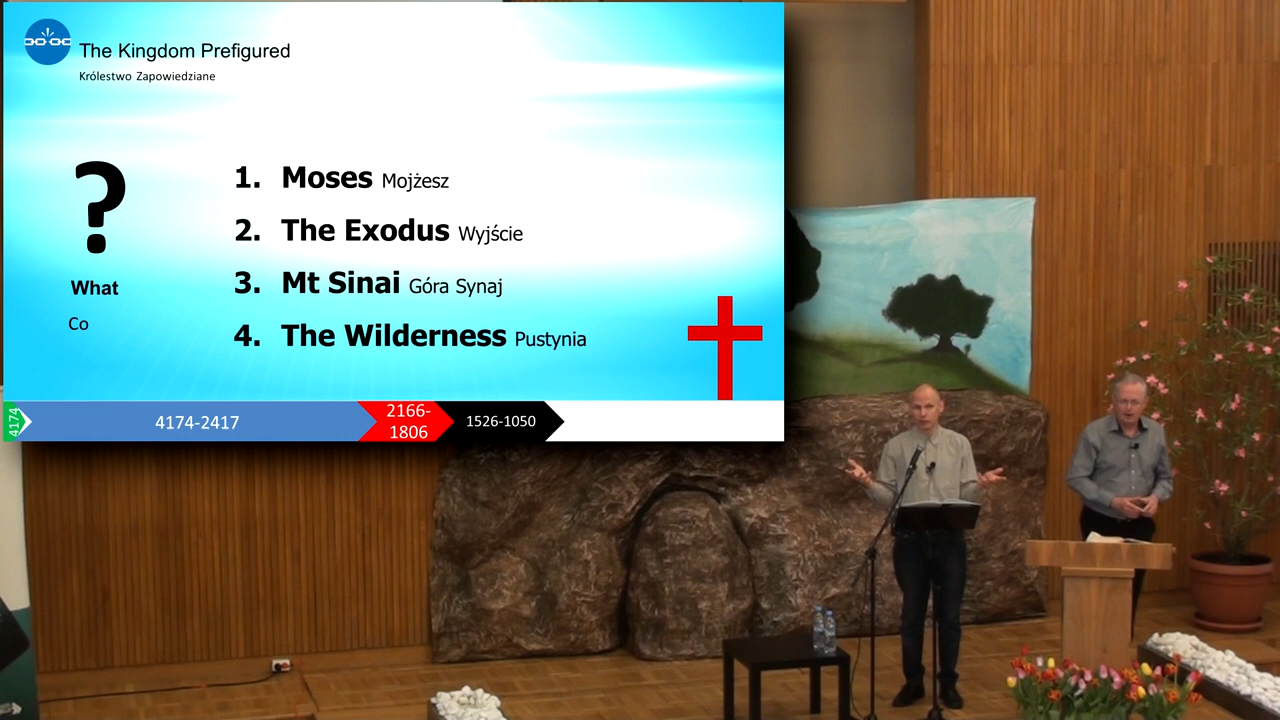 The Kingdom Prefigured
Królestwo Zapowiedziane
?
What
Co
1. Moses Mojżesz
2. The Exodus Wyjście
3. Mt Sinai Góra Synaj
4. The Wilderness Pustynia
4174
4174-2417
2166-
1806
1526-1050